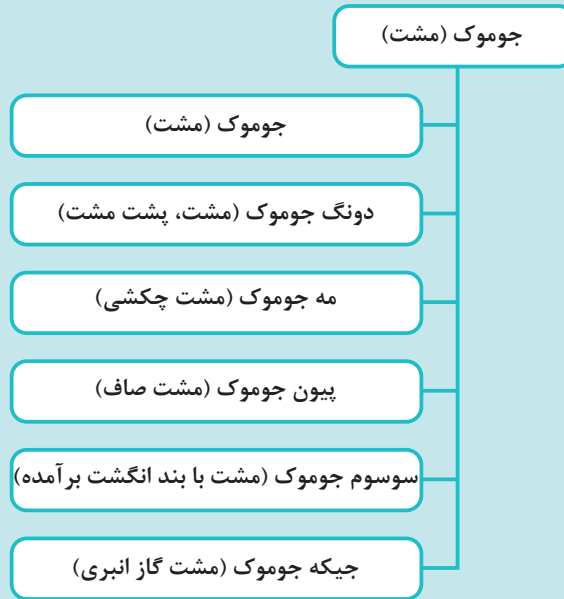 جوموک (مشت)
جوموک (مشت)
دونگ جوموک (مشت، پشت مشت)
مه جوموک (مشت چکشی)
پیون جوموک (مشت صاف)
سوسوم جوموک (مشت با بند انگشت برآمده)
جیکه جوموک (مشت گاز انبری)